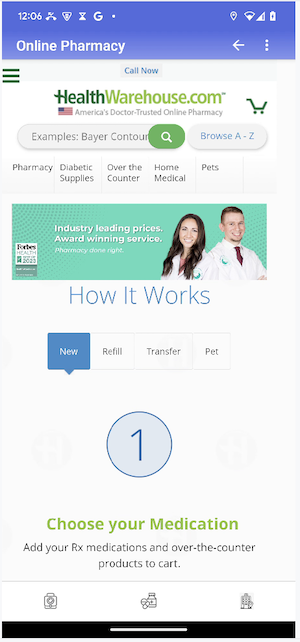 12:06
Online Pharmacy
Call Now
HealthWarehouse.com™
America's Doctor-Trusted Online Pharmacy
Examples: Bayer Contour
Browse A - Z
Pharmacy
Diabetic
Supplies
Over the
Counter
Home
Medical
Pets
Industry leading prices.
Award winning service.
Pharmacy done right.
Forbes
HEALTH
2023
How It Works
New
Refill
Transfer
Pet
1
Choose your Medication
Add your Rx medications and over-the-counter
products to cart.